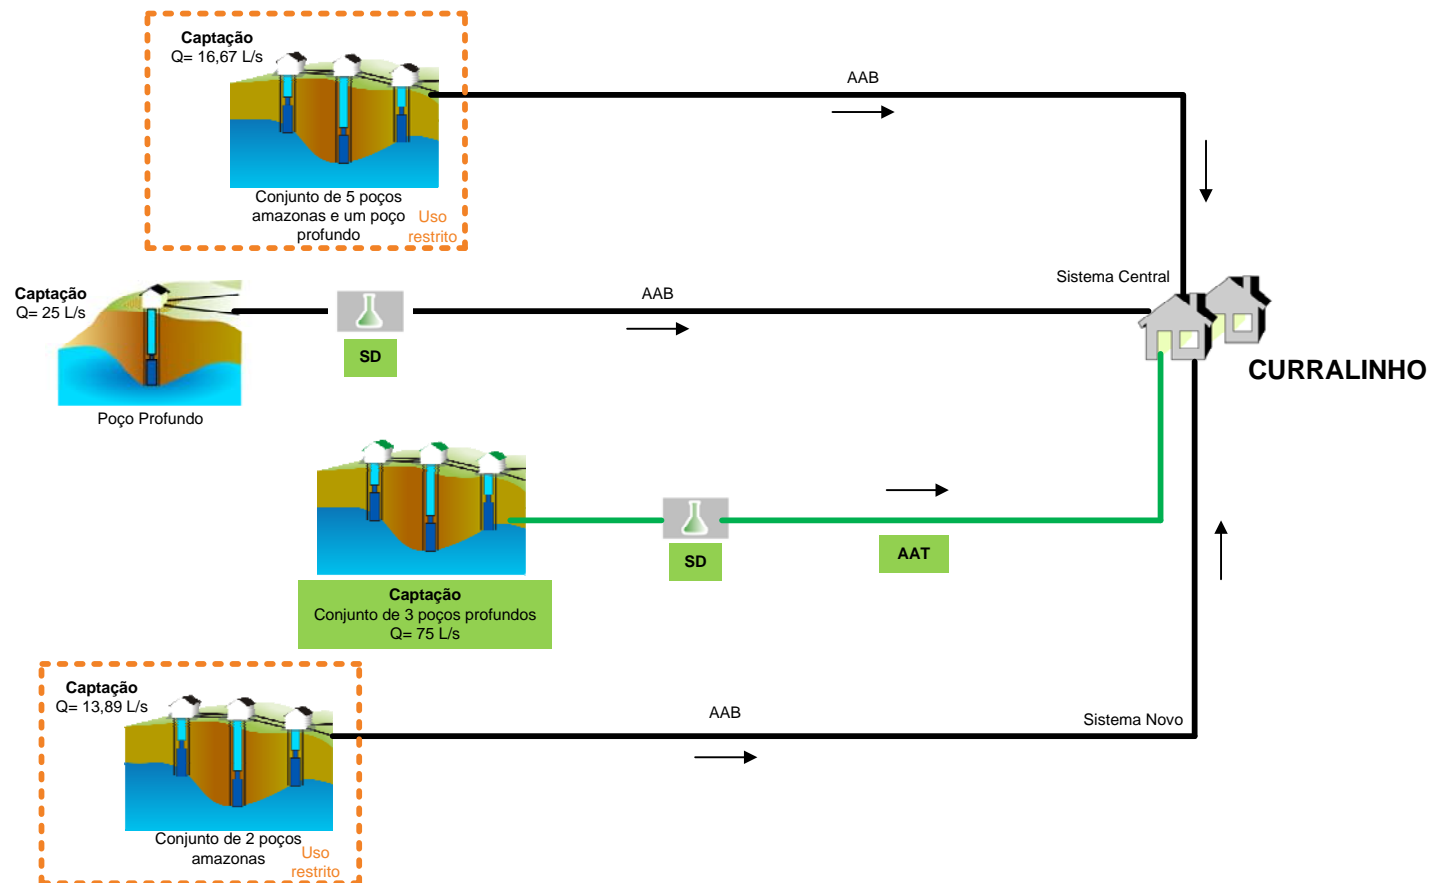 Captação
Q= 16,67 L/s
AAB
Conjunto de 5 poços
amazonas e um poço
profundo
Uso
restrito
Sistema Central
Captação
Q= 25 L/s
AAB
SD
CURRALINHO
Poço Profundo
SD
AAT
Captação
Conjunto de 3 poços profundos
Q= 75 L/s
Captação
Q= 13,89 L/s
AAB
Sistema Novo
Conjunto de 2 poços
amazonas
Uso
restrito